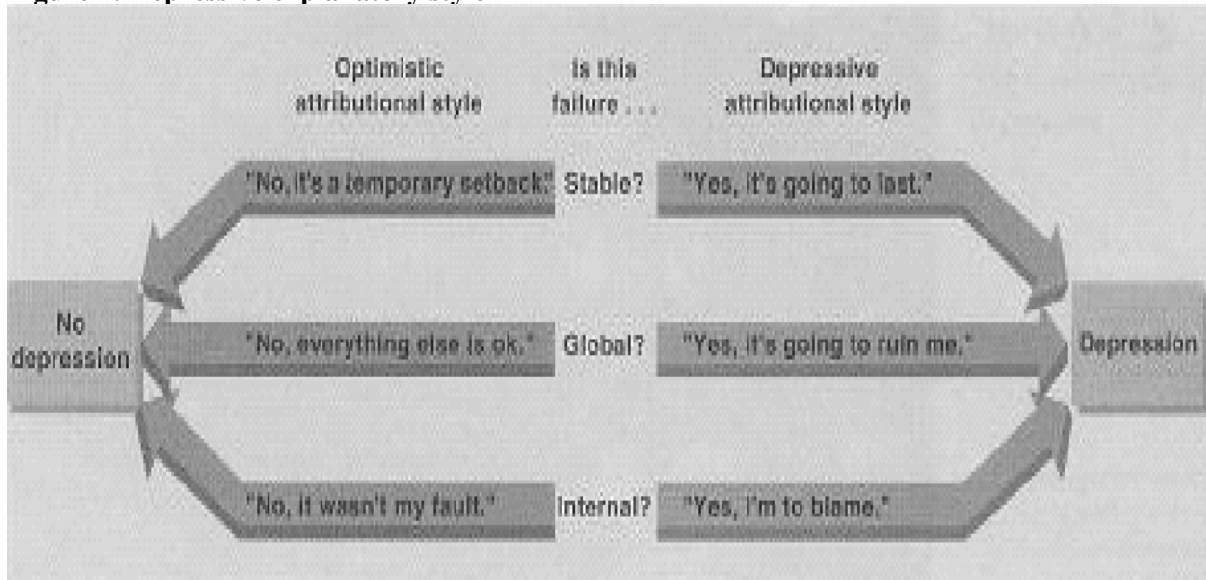 Optimistic
attributional style
Is this
failure . . .
Depressive
attributional style
"No, it's a temporary setback."
Stable?
"Yes, it's going to last."
No
depression
"No, everything else is ok."
Global?
"Yes, it's going to ruin me."
Depression
"No, it wasn't my fault."
Internal?
"Yes, I'm to blame."